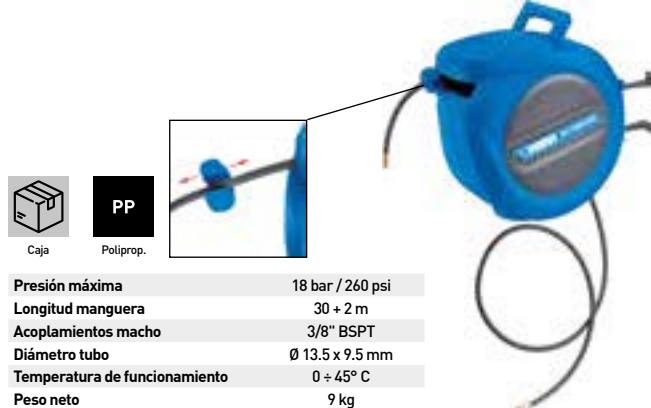 PP
Caja
Poliprop.
Presión máxima 18 bar / 260 psi
Longitud manguera 30 + 2 m
Acoplamientos macho 3/8" BSPT
Diámetro tubo Ø 13.5 x 9.5 mm
Temperatura de funcionamiento 0 ÷ 45° C
Peso neto 9 kg